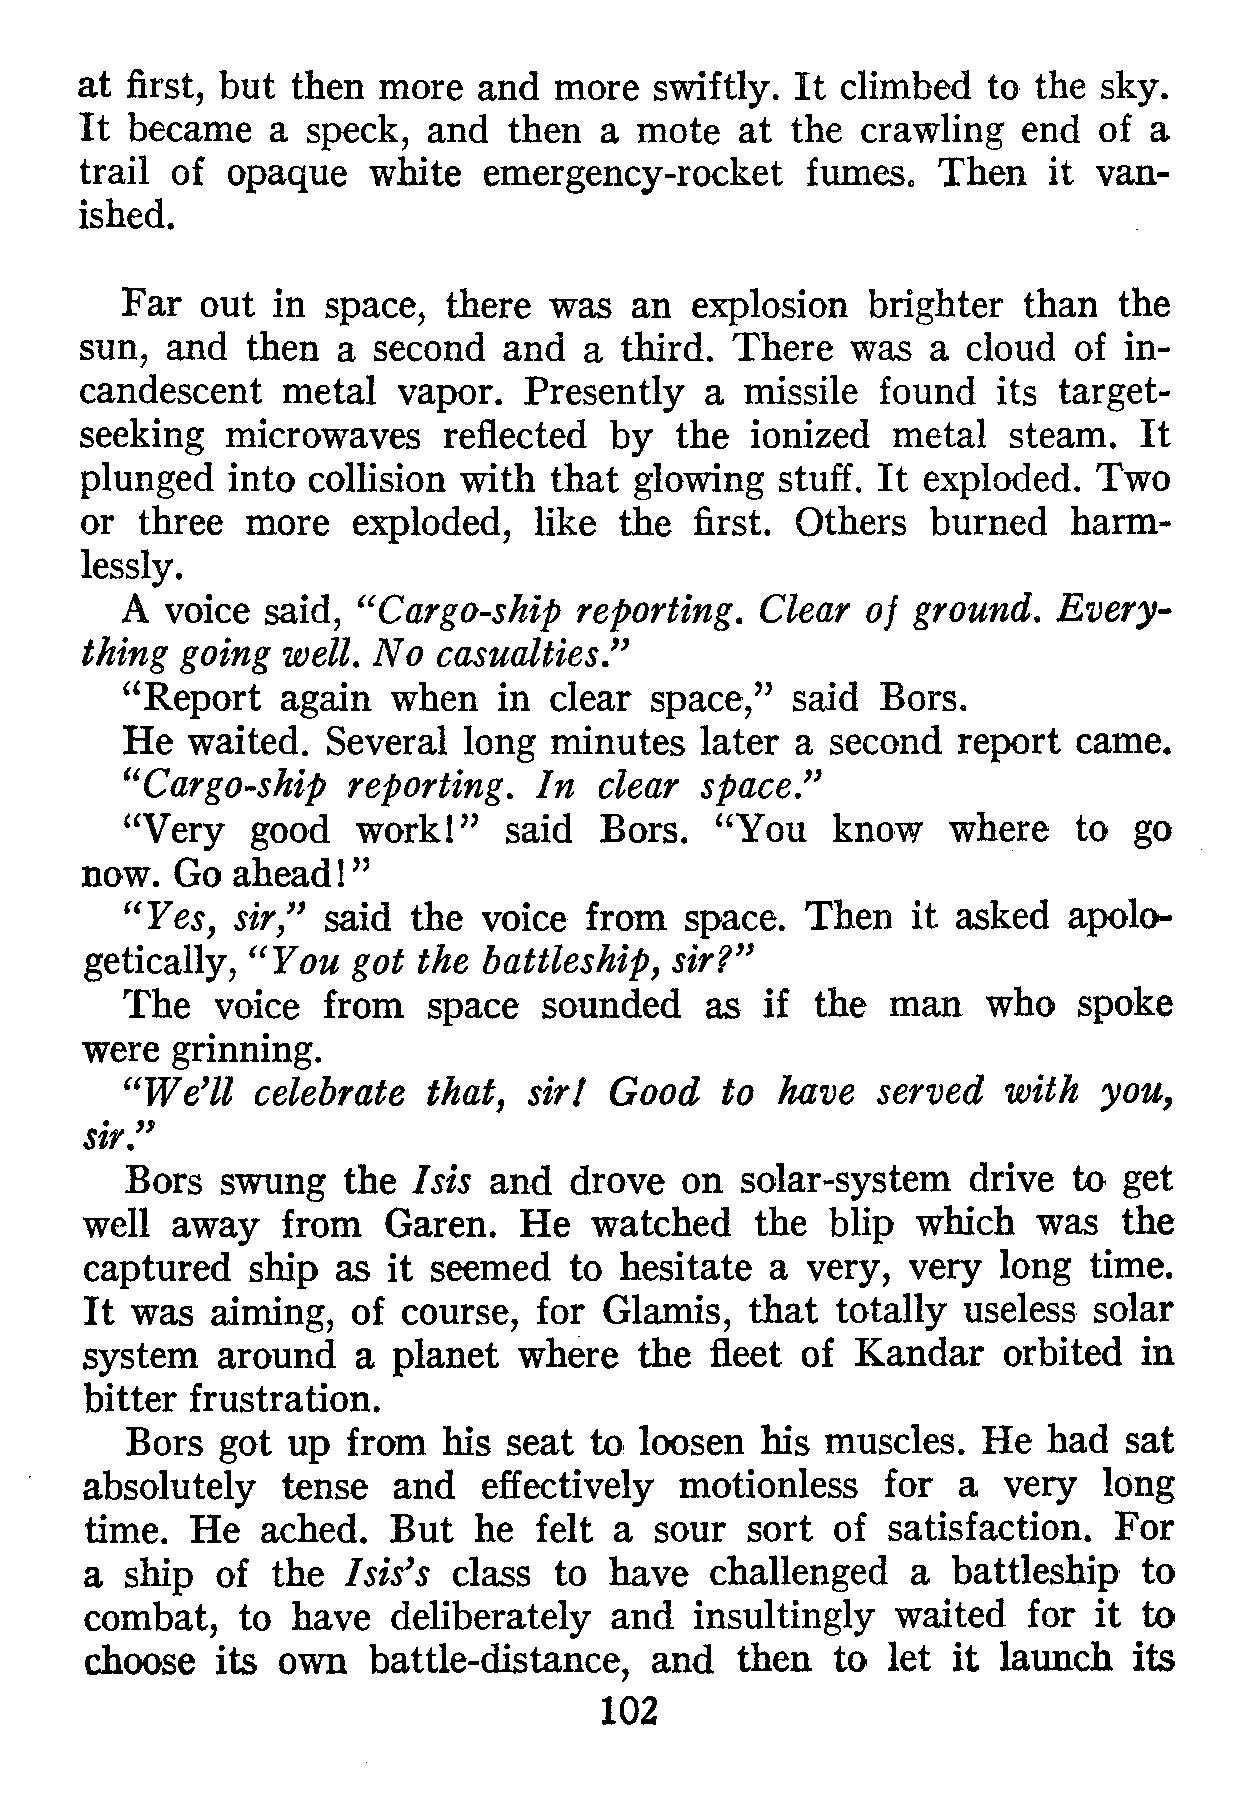 at first, but then more and more swiftly. It climbed to the sky.
It became a speck, and then a mote at the crawling end of a
trail of opaque white emergency-rocket fumes. Then it van-
ished.
Far out in space, there was an explosion brighter than the
sun, and then a second and a third. There was a cloud of in-
candescent metal vapor. Presently a missile found its target-
seeking microwaves reflected by the ionized metal steam. It
plunged into collision with that glowing stuff. It exploded. Two
or three more exploded, like the first. Others burned harm-
lessly.
A voice said, “Cargo-ship reporting. Clear of ground. Every-
thing going well. No casualties.”
“Report again when in clear space,” said Bors.
He waited. Several long minutes later a second report came.
“Cargo-ship reporting. In clear space.”
“Very good work!” said Bors. “You know where to go
now. Go ahead!”
“Yes, sir,” said the voice from space. Then it asked apolo-
getically, “You got the battleship, sir?”
The voice from space sounded as if the man who spoke
were grinning.
“We’ll celebrate that, sir! Good to have served with you,
sir.”
Bors swung the Isis and drove on solar-system drive to get
well away from Garen. He watched the blip which was the
captured ship as it seemed to hesitate a very, very long time.
It was aiming, of course, for Glamis, that totally useless solar
system around a planet where the fleet of Kandar orbited in
bitter frustration.
Bors got up from his seat to loosen his muscles. He had sat
absolutely tense and effectively motionless for a very long
time. He ached. But he felt a sour sort of satisfaction. For
a ship of the Isis’s class to have challenged a battleship to
combat, to have deliberately and insultingly waited for it to
choose its own battle-distance, and then to let it launch its
102